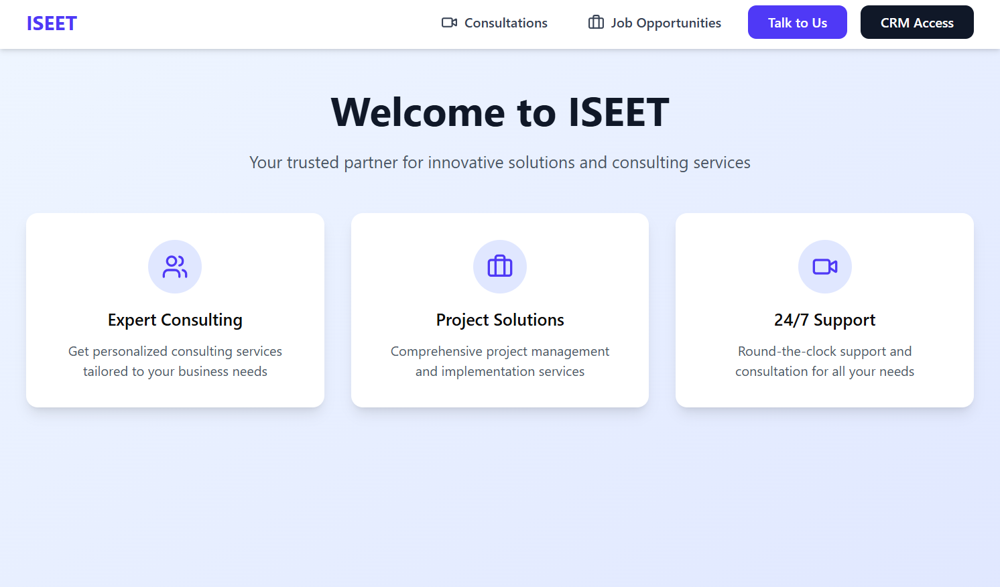 ISEET
Consultations
Job Opportunities
Talk to Us
CRM Access
Welcome to ISEET
Your trusted partner for innovative solutions and consulting services
Expert Consulting
Get personalized consulting services
tailored to your business needs
Project Solutions
Comprehensive project management
and implementation services
24/7 Support
Round-the-clock support and
consultation for all your needs